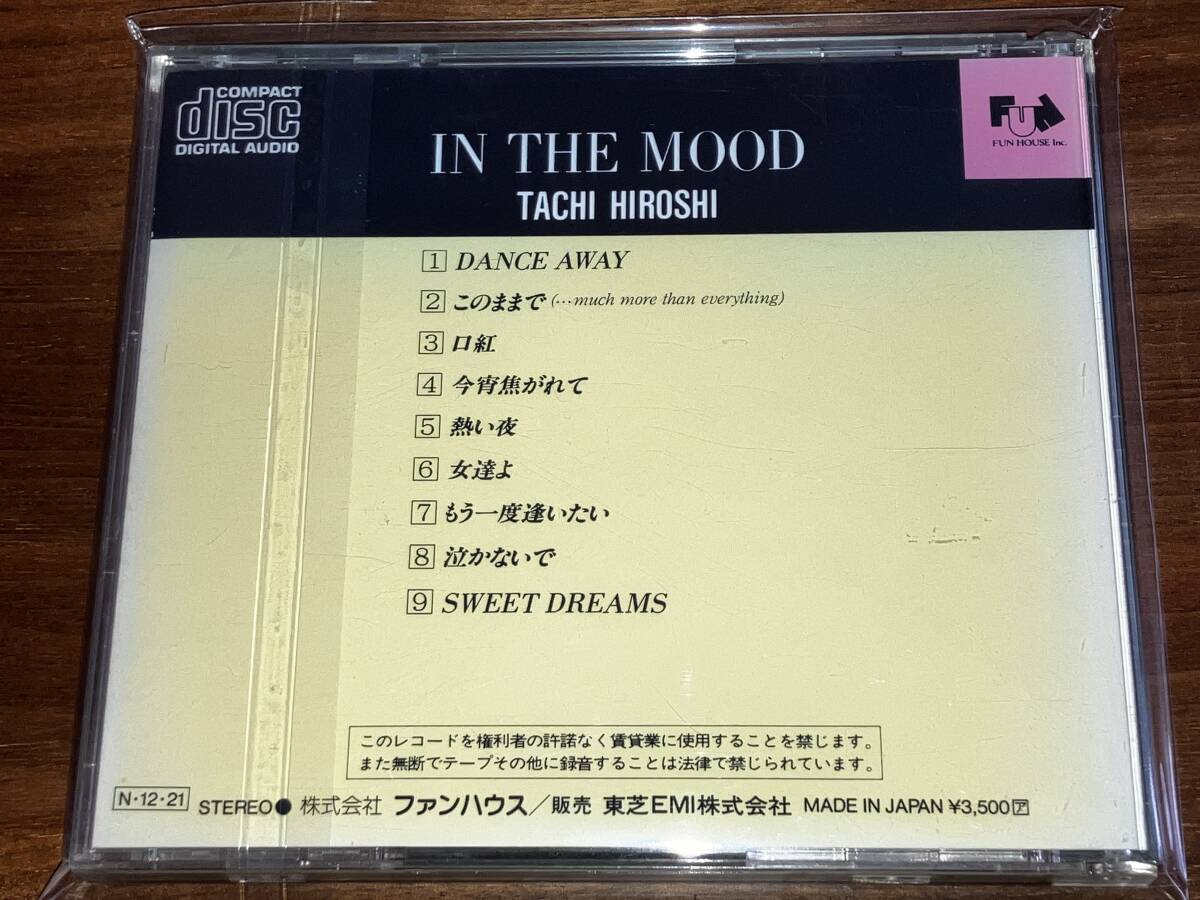 COMPACT
disc
DIGITAL AUDIO
IN THE MOOD
TACHI HIROSHI
FUN
FUN HOUSE Inc.
1 DANCE AWAY
2 このままで (…much more than everything)
3 口紅
4 今宵焦がれて
5 熱い夜
6 女達よ
7 もう一度逢いたい
8 泣かないで
9 SWEET DREAMS
このレコードを権利者の許諾なく賃貸業に使用することを禁じます。
また無断でテープその他に録音することは法律で禁じられています。
N・12・21 STEREO● 株式会社 ファンハウス／販売 東芝EMI株式会社 MADE IN JAPAN ¥3,500ア